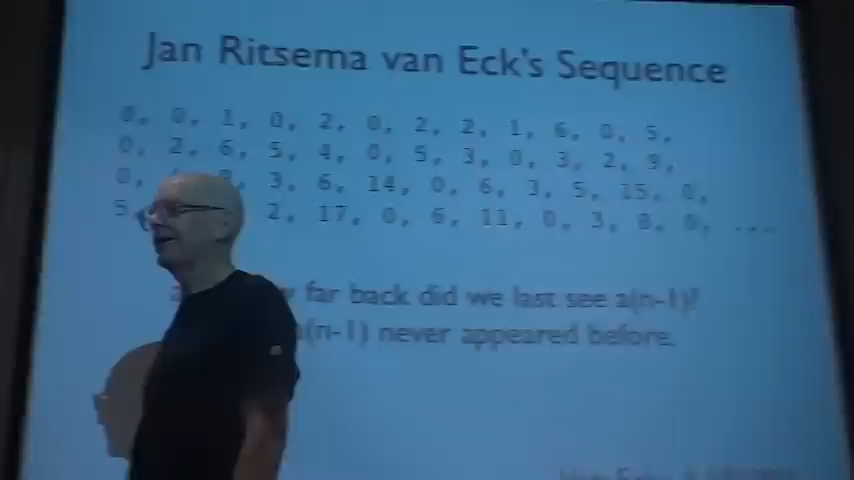 Jan Ritsema van Eck's Sequence
0, 0, 1, 0, 2, 0, 2, 2, 1, 6, 0, 5,
0, 2, 6, 5, 4, 0, 5, 3, 0, 3, 2, 9,
0, 3, 6, 14, 0, 6, 3, 5, 15, 0,
5, 2, 17, 0, 6, 11, 0, 3, 8, 0, ...
far back did we last see a(n-1)?
a(n-1) never appeared before.